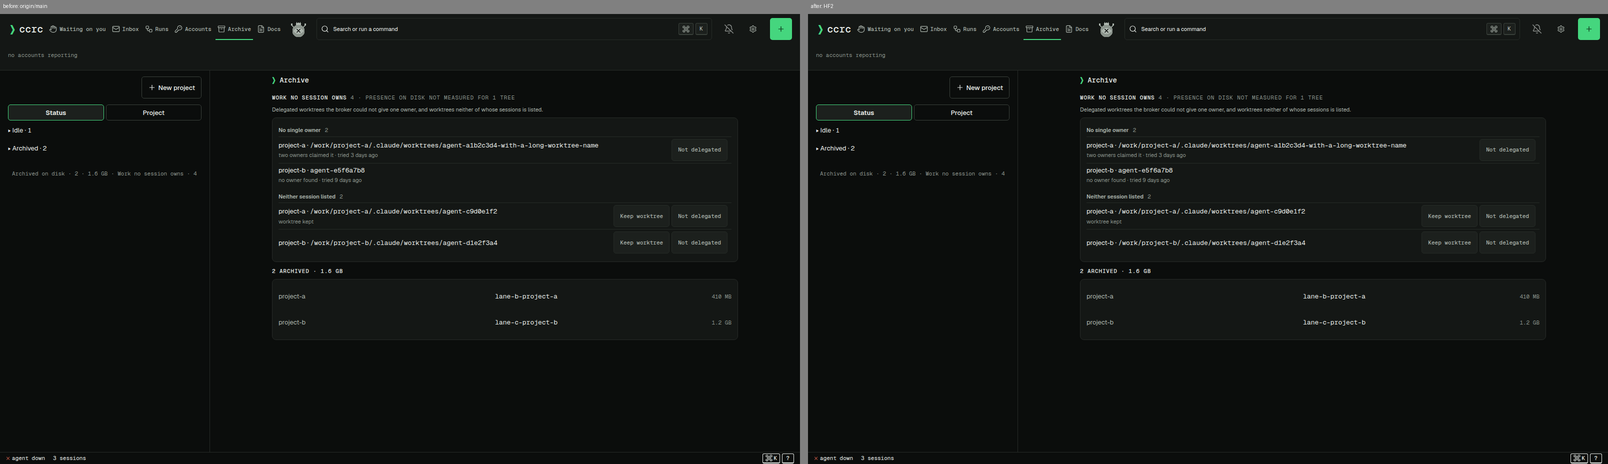 before: origin/main
ccrc Waiting on you Inbox Runs Accounts Archive Docs Search or run a command ⌘ K +
no accounts reporting
+ New project
Status Project
▸ Idle · 1
▸ Archived · 2
Archived on disk · 2 · 1.6 GB · Work no session owns · 4
Archive
WORK NO SESSION OWNS 4 · PRESENCE ON DISK NOT MEASURED FOR 1 TREE
Delegated worktrees the broker could not give one owner, and worktrees neither of whose sessions is listed.
No single owner 2
project-a · /work/project-a/.claude/worktrees/agent-a1b2c3d4-with-a-long-worktree-name Not delegated
two owners claimed it · tried 3 days ago
project-b · agent-e5f6a7b8
no owner found · tried 9 days ago
Neither session listed 2
project-a · /work/project-a/.claude/worktrees/agent-c9d0e1f2 Keep worktree Not delegated
worktree kept
project-b · /work/project-b/.claude/worktrees/agent-d1e2f3a4 Keep worktree Not delegated
2 ARCHIVED · 1.6 GB
project-a lane-b-project-a 410 MB
project-b lane-c-project-b 1.2 GB
× agent down 3 sessions ⌘K ?
after: HF2
ccrc Waiting on you Inbox Runs Accounts Archive Docs Search or run a command ⌘ K +
no accounts reporting
+ New project
Status Project
▸ Idle · 1
▸ Archived · 2
Archived on disk · 2 · 1.6 GB · Work no session owns · 4
Archive
WORK NO SESSION OWNS 4 · PRESENCE ON DISK NOT MEASURED FOR 1 TREE
Delegated worktrees the broker could not give one owner, and worktrees neither of whose sessions is listed.
No single owner 2
project-a · /work/project-a/.claude/worktrees/agent-a1b2c3d4-with-a-long-worktree-name Not delegated
two owners claimed it · tried 3 days ago
project-b · agent-e5f6a7b8
no owner found · tried 9 days ago
Neither session listed 2
project-a · /work/project-a/.claude/worktrees/agent-c9d0e1f2 Keep worktree Not delegated
worktree kept
project-b · /work/project-b/.claude/worktrees/agent-d1e2f3a4 Keep worktree Not delegated
2 ARCHIVED · 1.6 GB
project-a lane-b-project-a 410 MB
project-b lane-c-project-b 1.2 GB
× agent down 3 sessions ⌘K ?